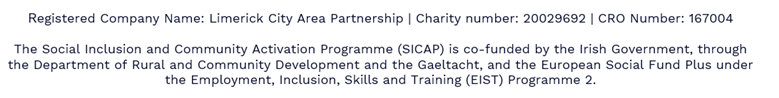 Registered Company Name: Limerick City Area Partnership | Charity number: 20029692 | CRO Number: 167004
The Social Inclusion and Community Activation Programme (SICAP) is co-funded by the Irish Government, through
the Department of Rural and Community Development and the Gaeltacht, and the European Social Fund Plus under
the Employment, Inclusion, Skills and Training (EIST) Programme 2.